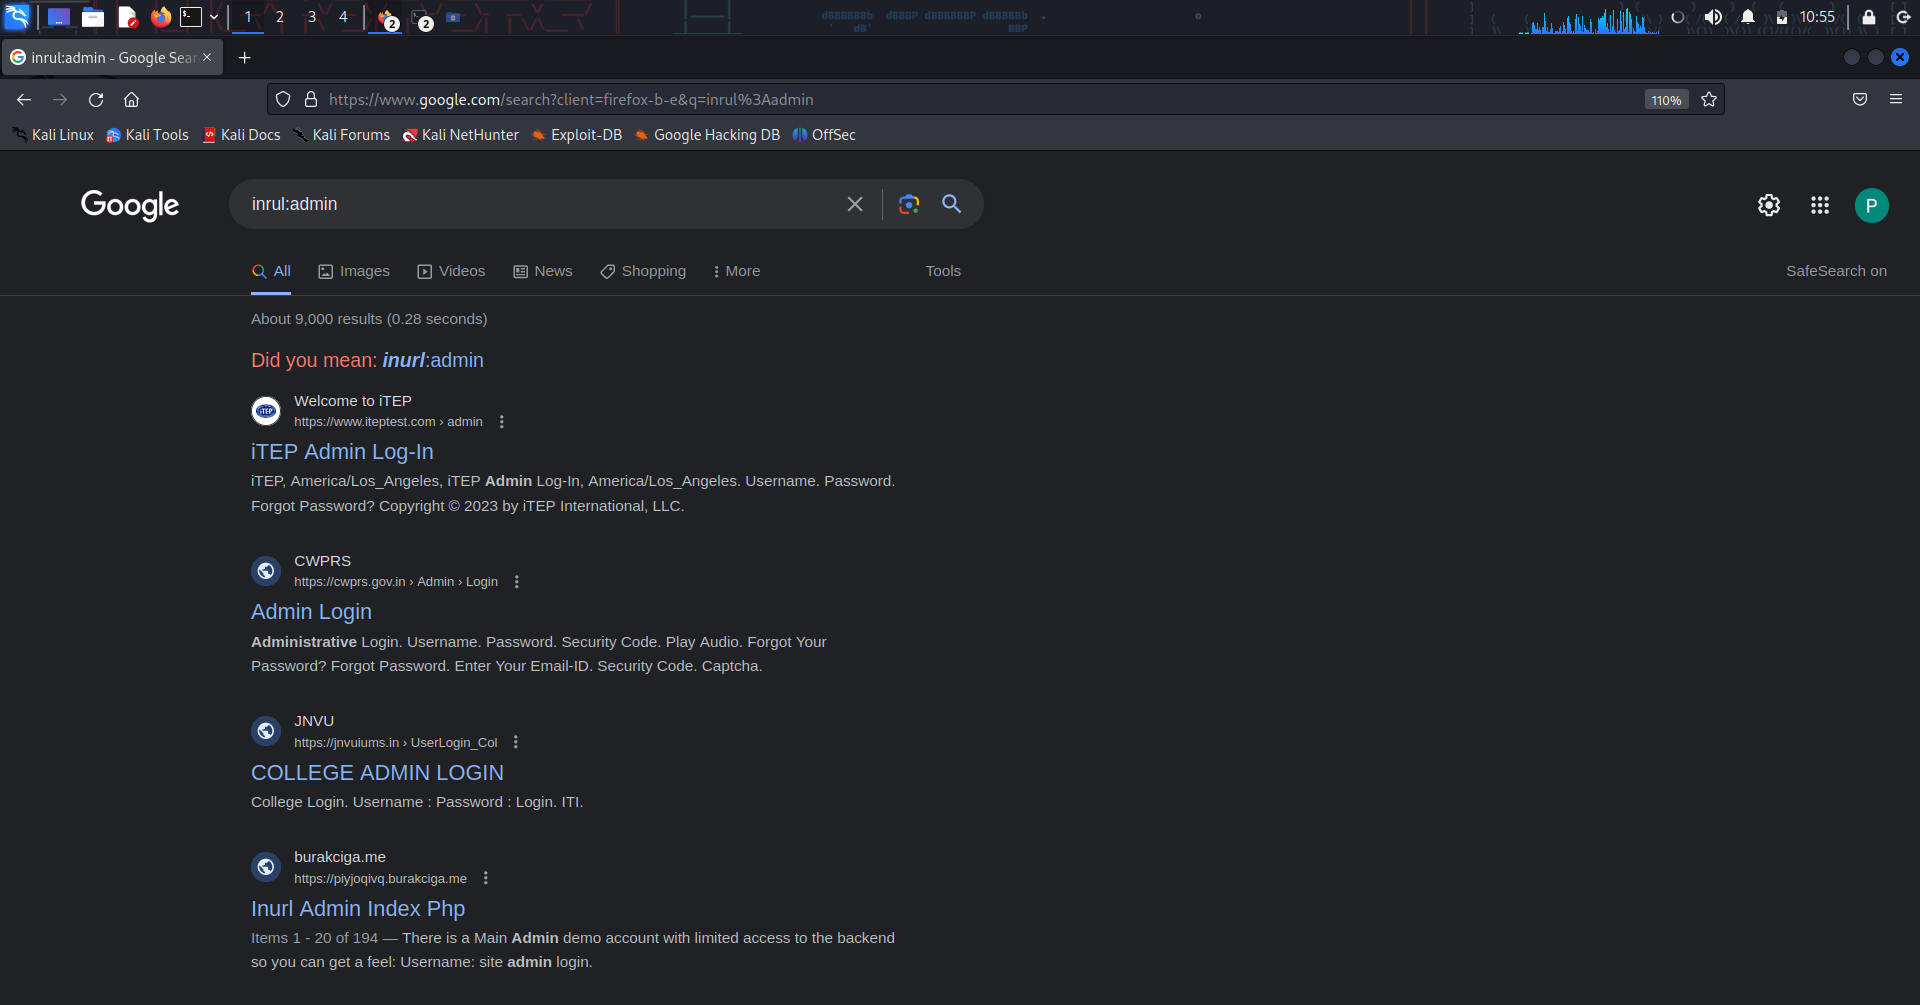 1 2 3 4 2 2 10:55
inrul:admin - Google Sear
https://www.google.com/search?client=firefox-b-e&q=inrul%3Aadmin 110%
Kali Linux Kali Tools Kali Docs Kali Forums Kali NetHunter Exploit-DB Google Hacking DB OffSec
Google inrul:admin P
All Images Videos News Shopping More Tools SafeSearch on
About 9,000 results (0.28 seconds)
Did you mean: inurl:admin
iTEP Welcome to iTEP
https://www.iteptest.com › admin
iTEP Admin Log-In
iTEP, America/Los_Angeles, iTEP Admin Log-In, America/Los_Angeles. Username. Password.
Forgot Password? Copyright © 2023 by iTEP International, LLC.
CWPRS
https://cwprs.gov.in › Admin › Login
Admin Login
Administrative Login. Username. Password. Security Code. Play Audio. Forgot Your
Password? Forgot Password. Enter Your Email-ID. Security Code. Captcha.
JNVU
https://jnvuiums.in › UserLogin_Col
COLLEGE ADMIN LOGIN
College Login. Username : Password : Login. ITI.
burakciga.me
https://piyjoqivq.burakciga.me
Inurl Admin Index Php
Items 1 - 20 of 194 — There is a Main Admin demo account with limited access to the backend
so you can get a feel: Username: site admin login.